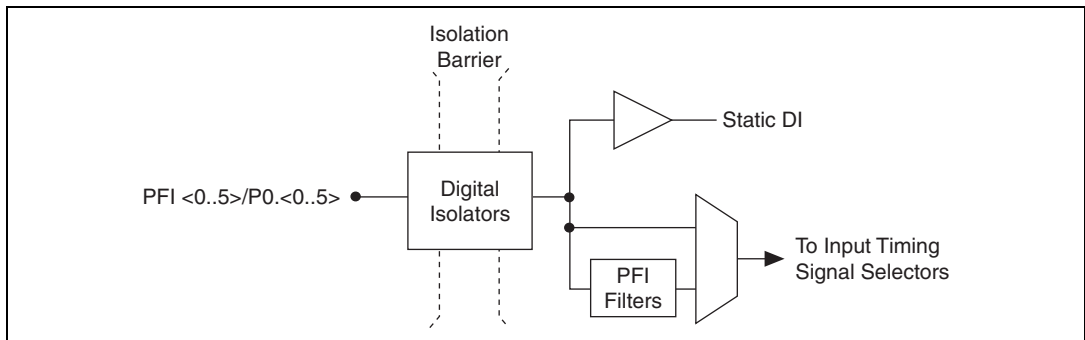 Isolation
Barrier
Static DI
PFI <0..5>/P0.<0..5>
Digital
Isolators
To Input Timing
Signal Selectors
PFI
Filters